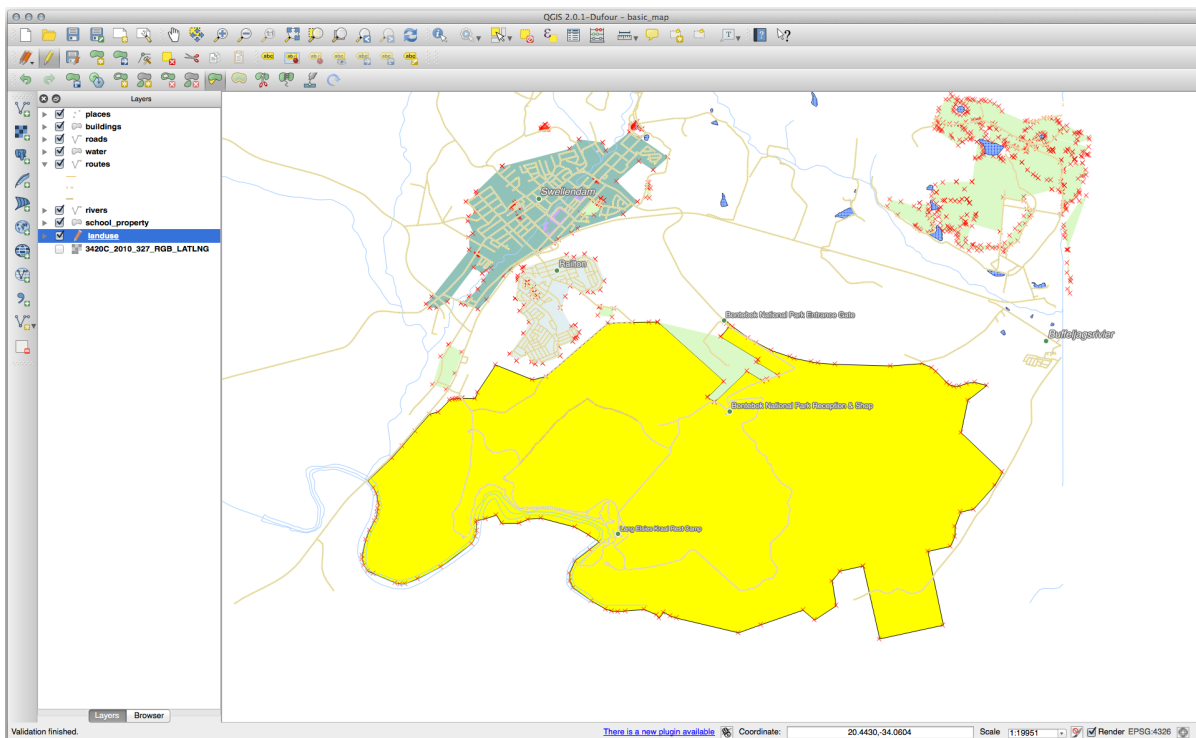 QGIS 2.0.1-Dufour - basic_map
Layers
places
buildings
roads
water
routes
rivers
school_property
landuse
3420C_2010_327_RGB_LATLNG
Swellendam
Railton
Bontebok National Park Entrance Gate
Buffeljagsrivier
Bontebok National Park Reception & Shop
Lang Elsies Kraal Rest Camp
Layers Browser
Validation finished. There is a new plugin available Coordinate: 20.4430,-34.0604 Scale 1:19951 Render EPSG:4326